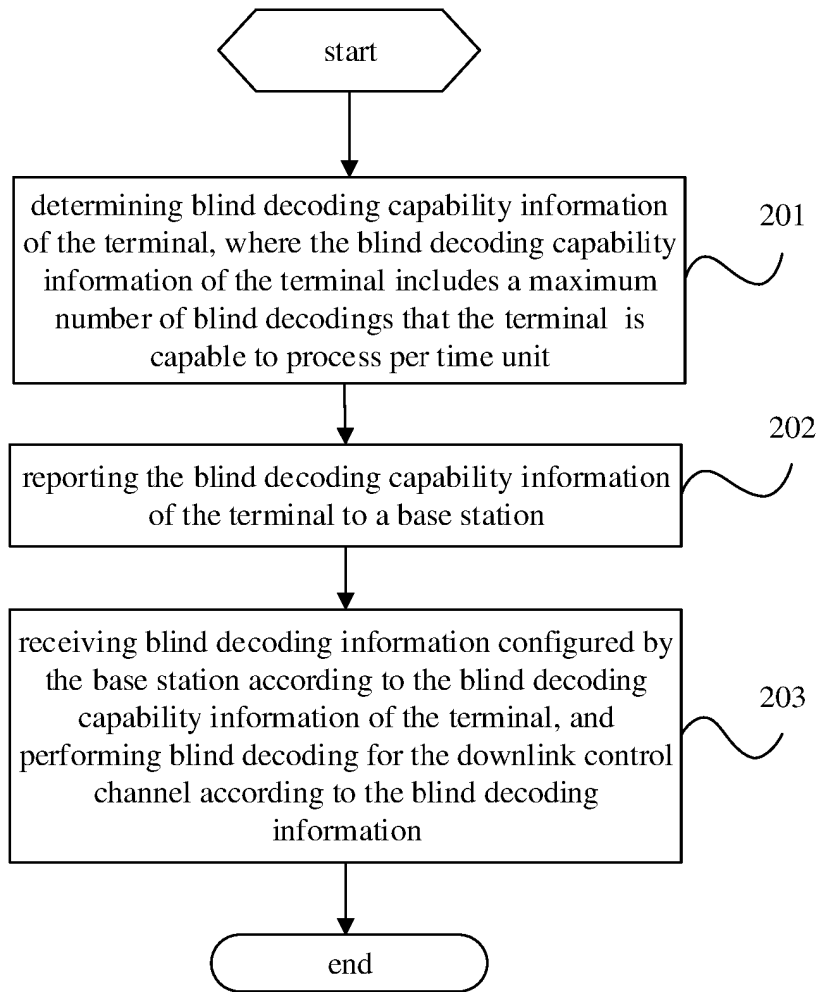 start
determining blind decoding capability information
of the terminal, where the blind decoding capability
information of the terminal includes a maximum
number of blind decodings that the terminal is
capable to process per time unit
201
reporting the blind decoding capability information
of the terminal to a base station
202
receiving blind decoding information configured by
the base station according to the blind decoding
capability information of the terminal, and
performing blind decoding for the downlink control
channel according to the blind decoding
information
203
end